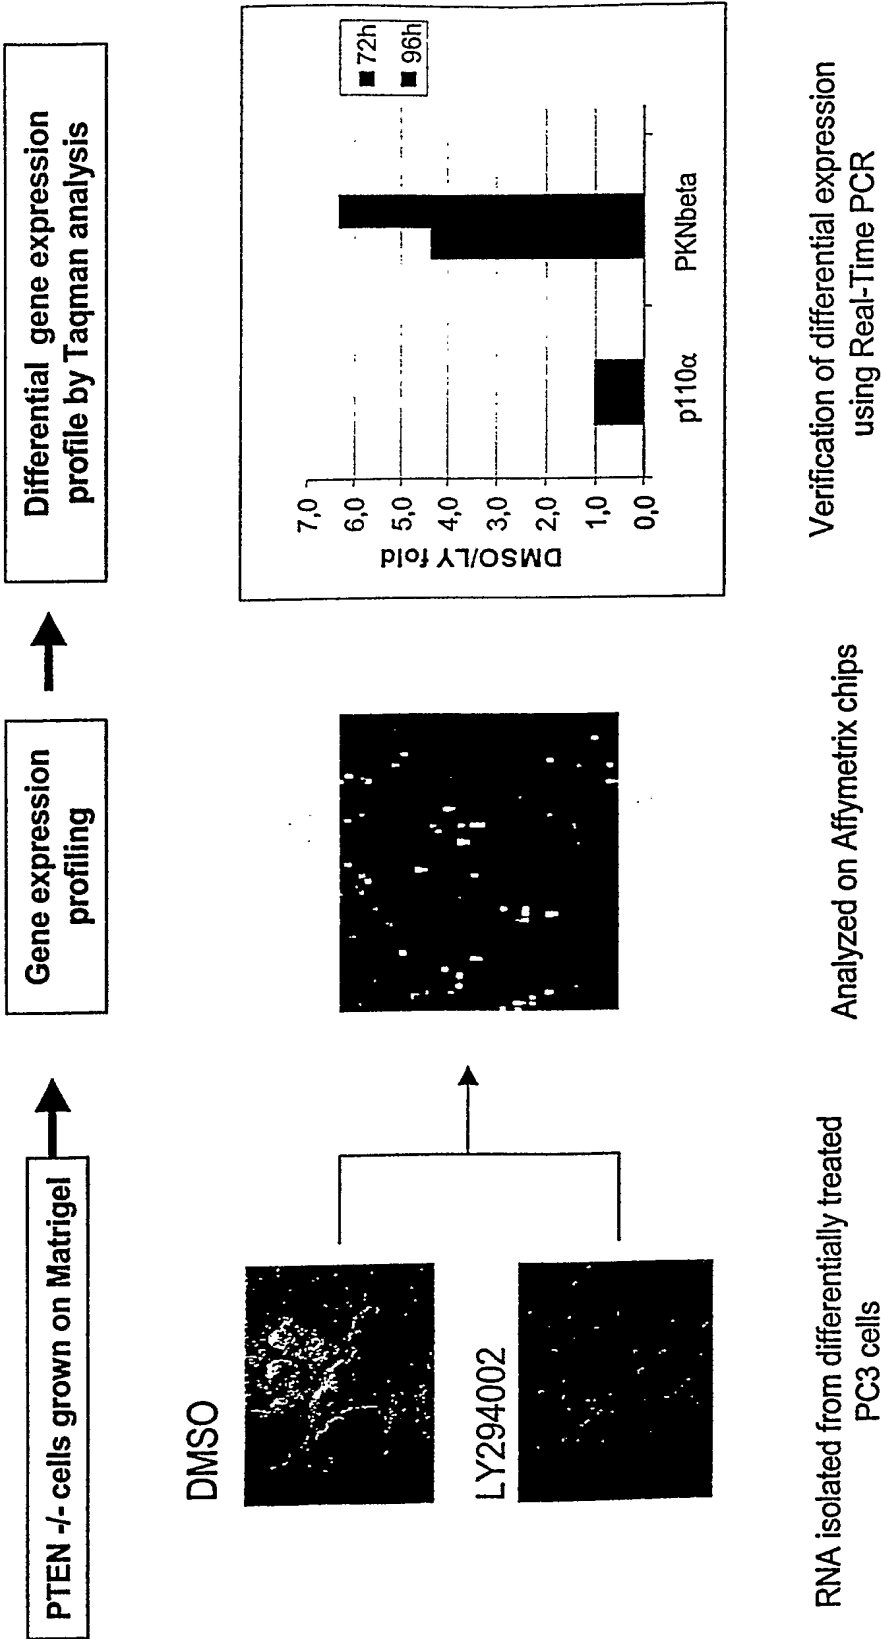 PTEN -/- cells grown on Matrigel
Gene expression
profiling
Differential gene expression
profile by Taqman analysis
DMSO
LY294002
DMSO/LY fold
7,0
6,0
5,0
4,0
3,0
2,0
1,0
0,0
p110α
PKNbeta
72h
96h
RNA isolated from differentially treated
PC3 cells
Analyzed on Affymetrix chips
Verification of differential expression
using Real-Time PCR